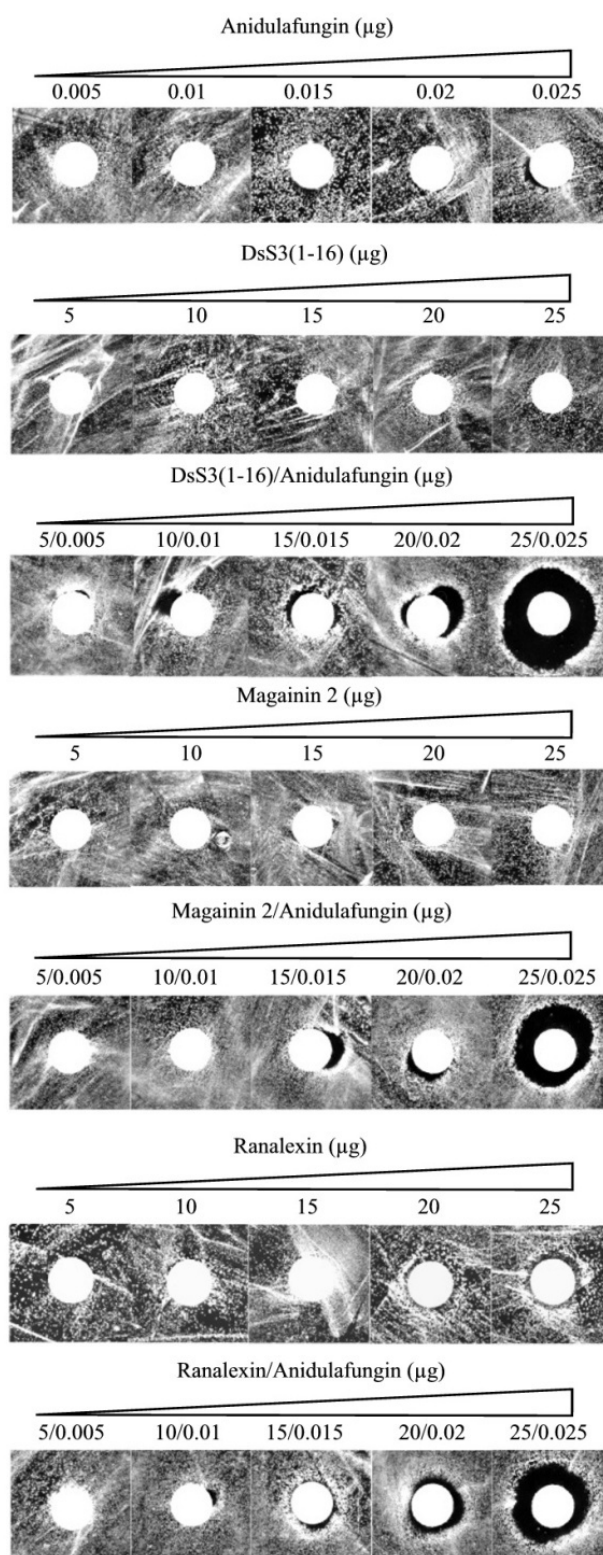 Anidulafungin (µg)
0.005 0.01 0.015 0.02 0.025
DsS3(1-16) (µg)
5 10 15 20 25
DsS3(1-16)/Anidulafungin (µg)
5/0.005 10/0.01 15/0.015 20/0.02 25/0.025
Magainin 2 (µg)
5 10 15 20 25
Magainin 2/Anidulafungin (µg)
5/0.005 10/0.01 15/0.015 20/0.02 25/0.025
Ranalexin (µg)
5 10 15 20 25
Ranalexin/Anidulafungin (µg)
5/0.005 10/0.01 15/0.015 20/0.02 25/0.025